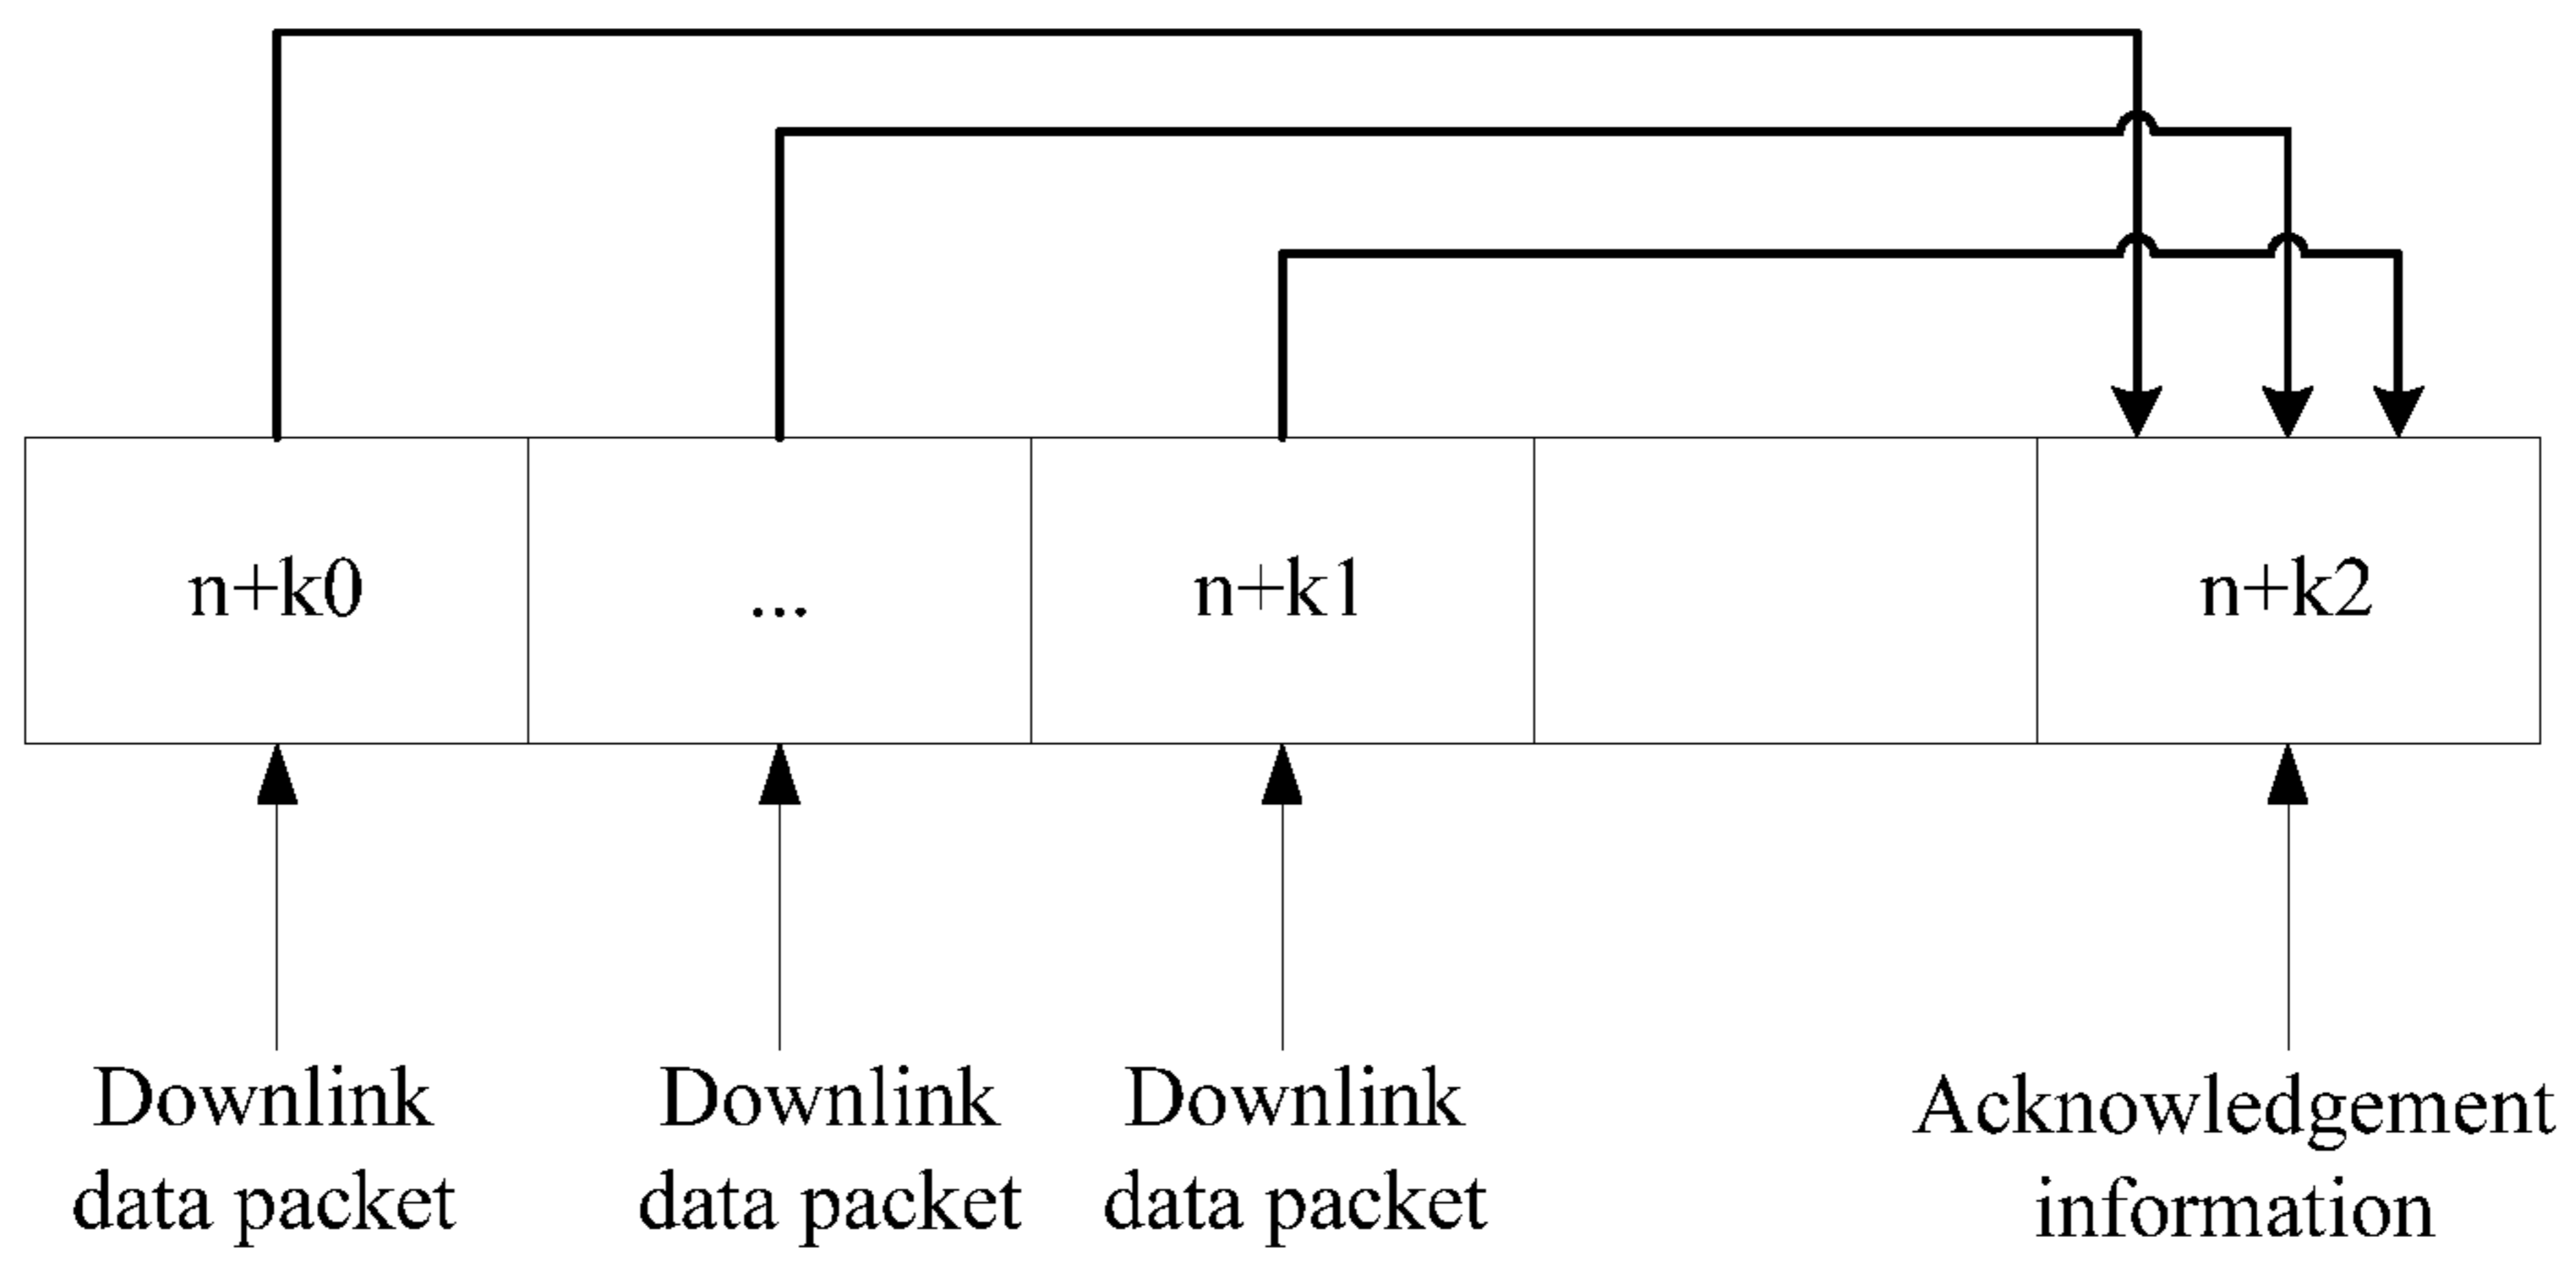 n+k0
...
n+k1
n+k2
Downlink
data packet
Downlink
data packet
Downlink
data packet
Acknowledgement
information